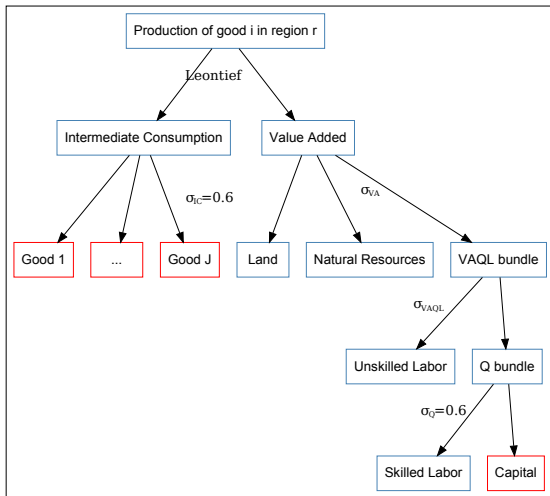 Production of good i in region r
Leontief
Intermediate Consumption
Value Added
σIC=0.6
σVA
Good 1
...
Good J
Land
Natural Resources
VAQL bundle
σVAQL
Unskilled Labor
Q bundle
σQ=0.6
Skilled Labor
Capital